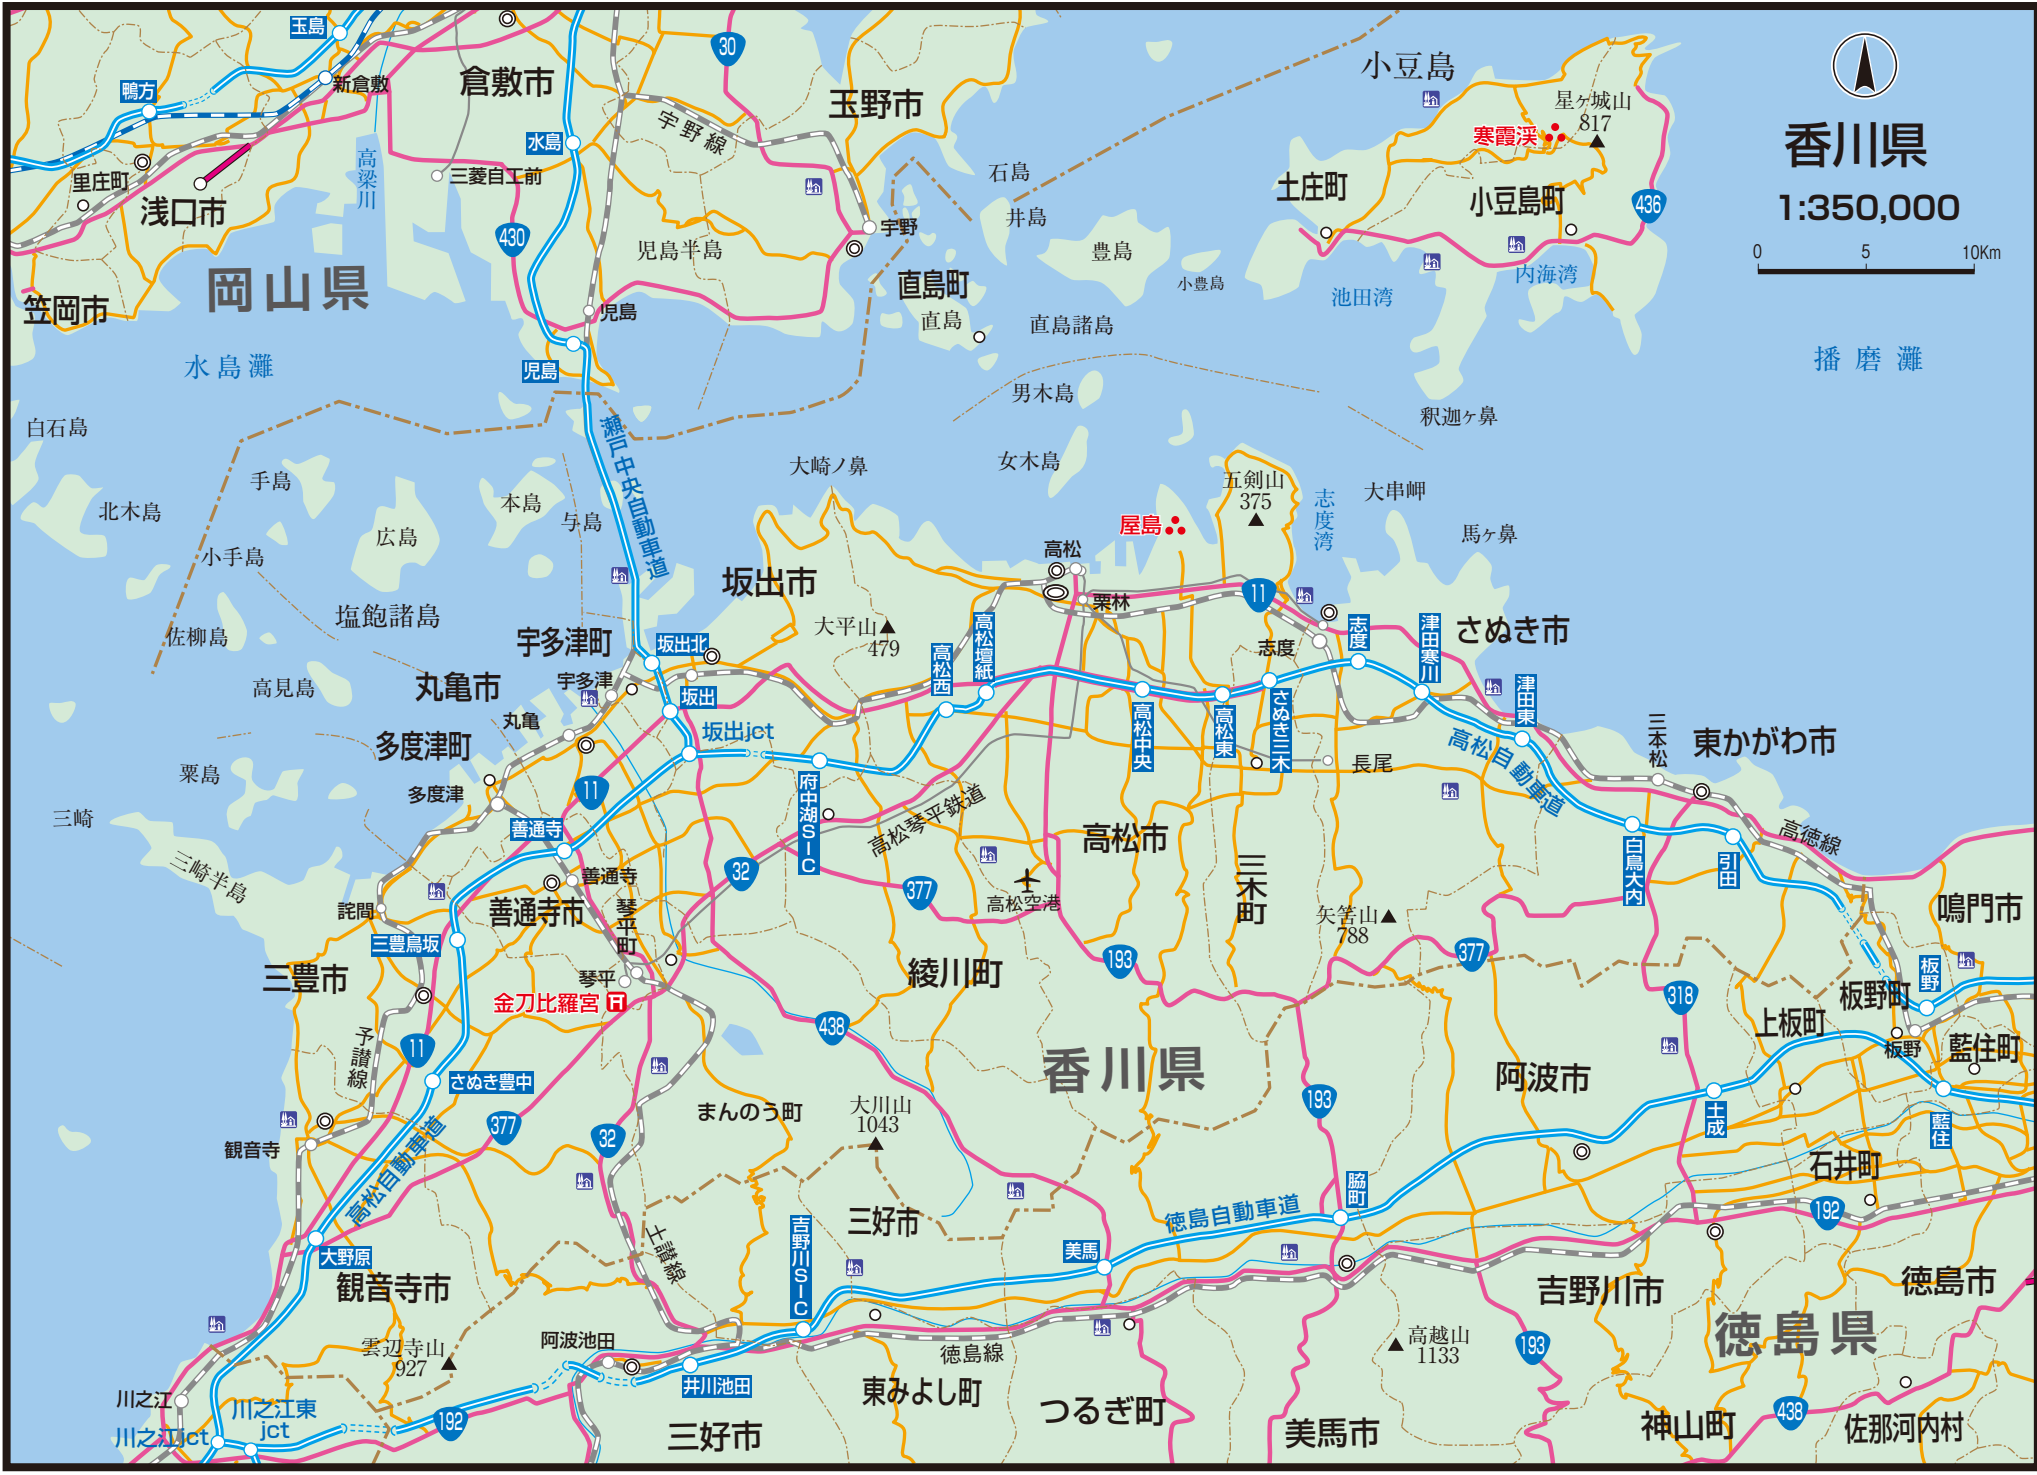 香川県
1:350,000
0 5 10Km
玉島
新倉敷
倉敷市
30
玉野市
小豆島
星ヶ城山
817
寒霞渓
鴨方
水島
宇野線
里庄町
高梁川
三菱自工前
石島
土庄町
小豆島町
436
浅口市
430
児島半島
宇野
井島
豊島
小豊島
池田湾
内海湾
岡山県
笠岡市
直島町
直島
直島諸島
児島
児島
水島灘
播磨灘
男木島
釈迦ヶ鼻
白石島
瀬戸中央自動車道
大崎ノ鼻
女木島
五剣山
375
志度湾
大串岬
手島
本島
与島
北木島
広島
屋島
馬ヶ鼻
小手島
高松
坂出市
栗林
11
塩飽諸島
佐柳島
宇多津町
大平山
479
坂出北
高松西
高松壇紙
志度
志度
津田寒川
さぬき市
丸亀市
宇多津
高見島
坂出
津田東
丸亀
坂出jct
高松中央
高松東
さぬき三木
三本松
東かがわ市
多度津町
長尾
高松自動車道
粟島
多度津
11
府中湖SIC
三崎
善通寺
高松琴平鉄道
高松市
高徳線
三崎半島
善通寺
32
377
高松空港
三木町
白鳥大内
引田
詫間
善通寺市
琴平町
矢筈山
788
鳴門市
三豊鳥坂
三豊市
琴平
金刀比羅宮
綾川町
193
377
318
板野
板野町
上板町
438
予讃線
11
板野
藍住町
香川県
さぬき豊中
阿波市
193
377
32
まんのう町
大川山
1043
土成
藍住
観音寺
高松自動車道
石井町
脇町
徳島自動車道
192
三好市
吉野川SIC
土讃線
美馬
大野原
観音寺市
吉野川市
徳島市
徳島県
雲辺寺山
927
阿波池田
徳島線
高越山
1133
193
川之江
川之江東
jct
川之江jct
井川池田
東みよし町
つるぎ町
192
三好市
美馬市
神山町
438
佐那河内村